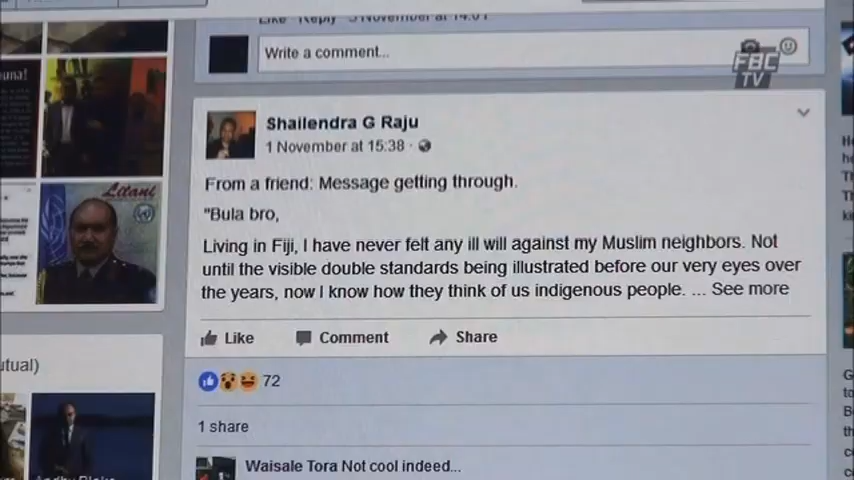 Like Reply 3 November at 14:01
Write a comment...
FBC
TV
Shailendra G Raju
1 November at 15:38
From a friend: Message getting through.
"Bula bro,
Living in Fiji, I have never felt any ill will against my Muslim neighbors. Not
until the visible double standards being illustrated before our very eyes over
the years, now I know how they think of us indigenous people. ... See more
Like Comment Share
72
1 share
Waisale Tora Not cool indeed...
Litani
utual)